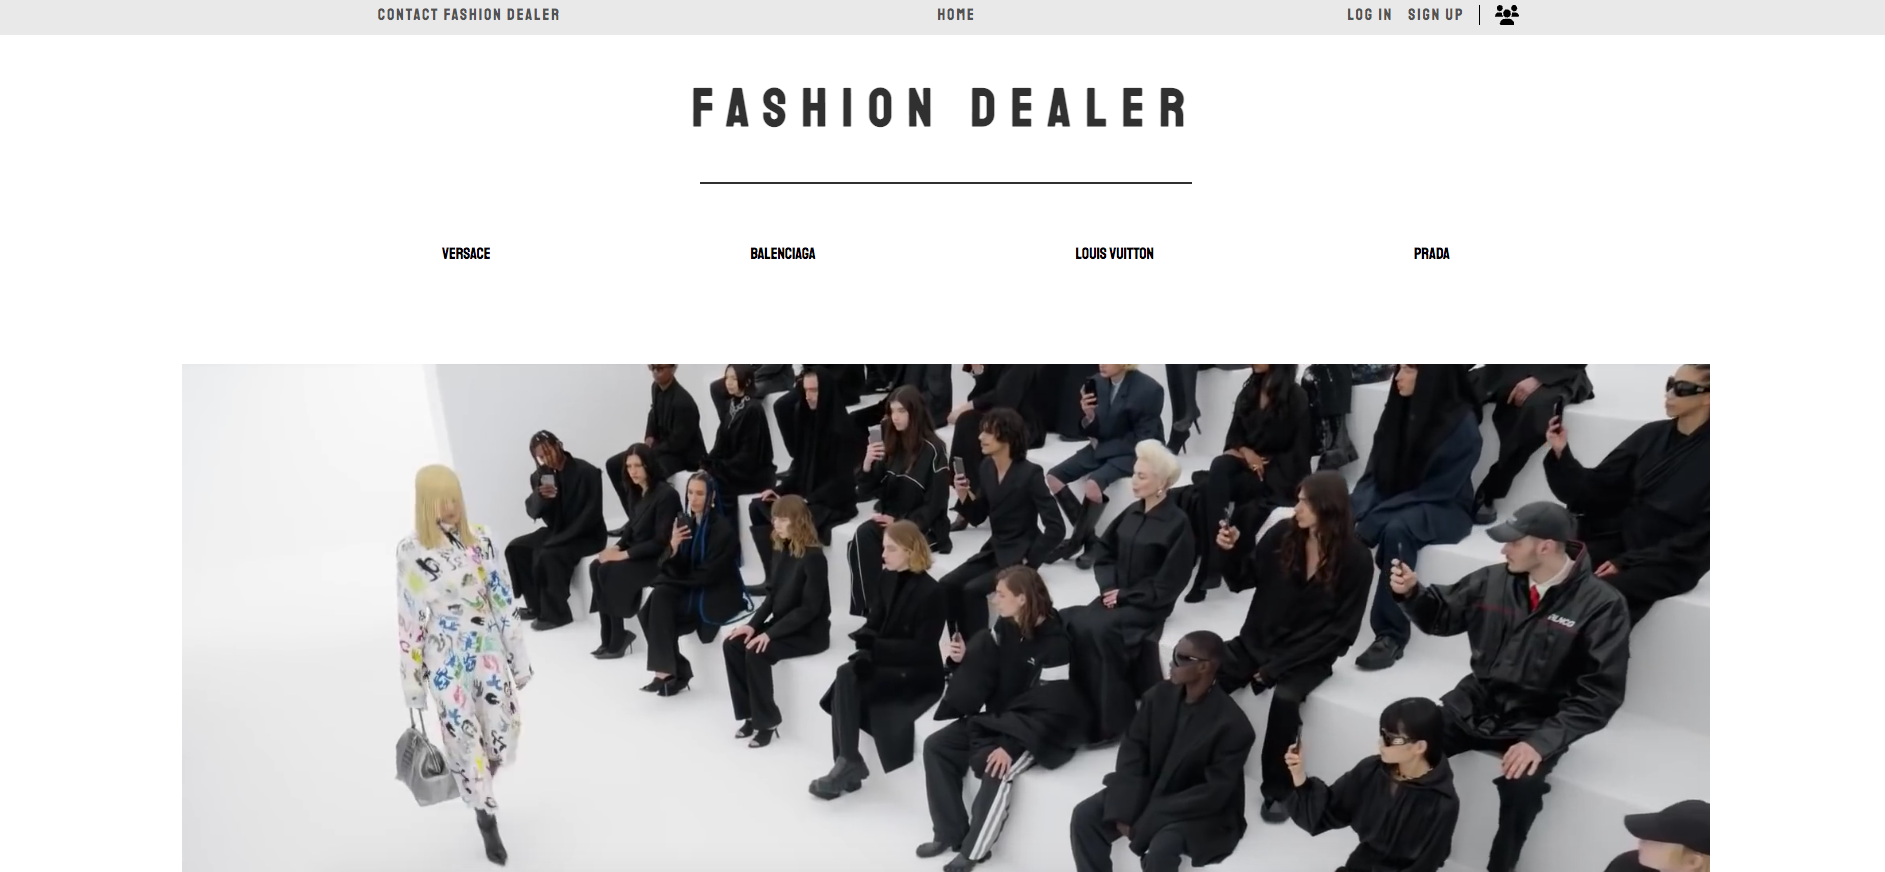 CONTACT FASHION DEALER HOME LOG IN SIGN UP
FASHION DEALER
VERSACE BALENCIAGA LOUIS VUITTON PRADA